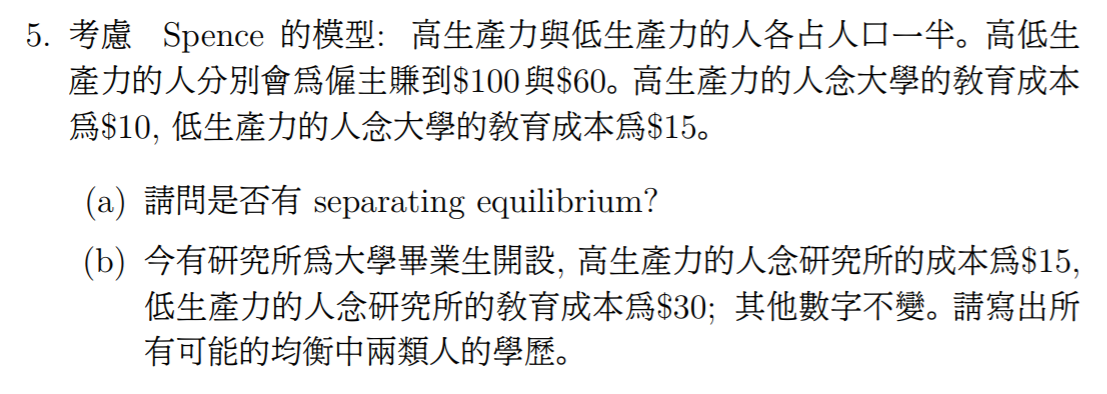 5. 考慮 Spence 的模型: 高生產力與低生產力的人各占人口一半。高低生
產力的人分別會爲僱主賺到$100與$60。高生產力的人念大學的敎育成本
爲$10, 低生產力的人念大學的敎育成本爲$15。
(a) 請問是否有 separating equilibrium?
(b) 今有研究所爲大學畢業生開設, 高生產力的人念研究所的成本爲$15,
低生產力的人念研究所的敎育成本爲$30; 其他數字不變。請寫出所
有可能的均衡中兩類人的學歷。